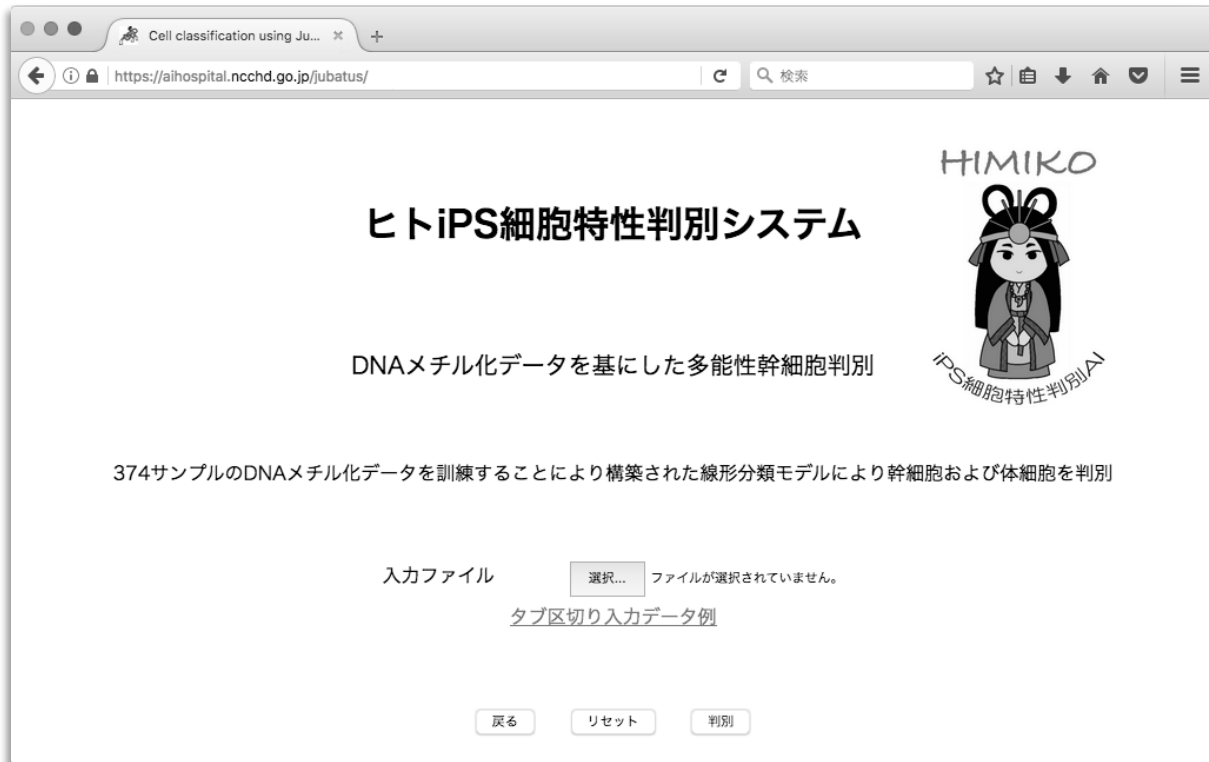 Cell classification using Ju...
https://aihospital.ncchd.go.jp/jubatus/
検索
HIMIKO
ヒトiPS細胞特性判別システム
DNAメチル化データを基にした多能性幹細胞判別
iPS細胞特性判別AI
374サンプルのDNAメチル化データを訓練することにより構築された線形分類モデルにより幹細胞および体細胞を判別
入力ファイル 選択... ファイルが選択されていません。
タブ区切り入力データ例
戻る リセット 判別